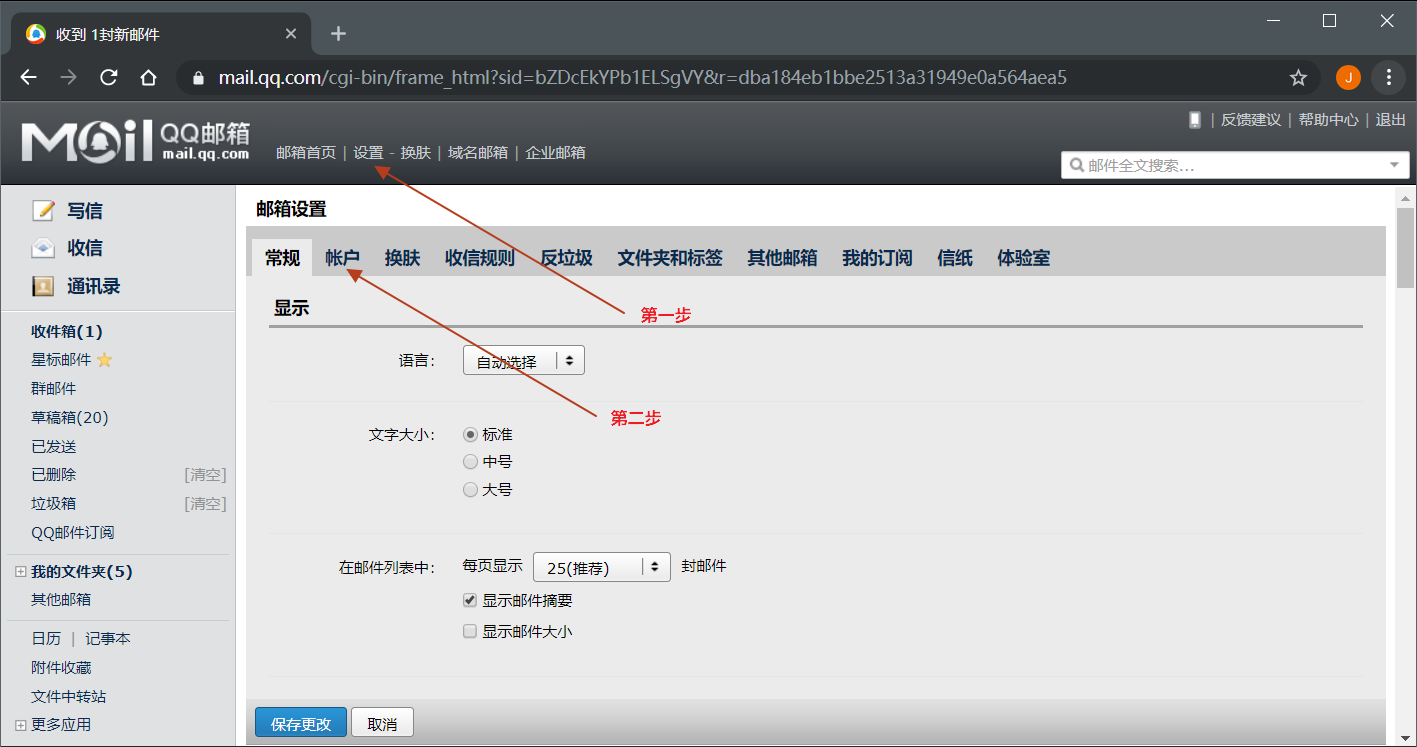 收到 1封新邮件
mail.qq.com/cgi-bin/frame_html?sid=bZDcEkYPb1ELSgVY&r=dba184eb1bbe2513a31949e0a564aea5
J
Mail QQ邮箱
mail.qq.com
邮箱首页 | 设置 - 换肤 | 域名邮箱 | 企业邮箱
| 反馈建议 | 帮助中心 | 退出
邮件全文搜索...
写信
收信
通讯录
收件箱(1)
星标邮件
群邮件
草稿箱(20)
已发送
已删除 [清空]
垃圾箱 [清空]
QQ邮件订阅
我的文件夹(5)
其他邮箱
日历 | 记事本
附件收藏
文件中转站
更多应用
邮箱设置
常规 帐户 换肤 收信规则 反垃圾 文件夹和标签 其他邮箱 我的订阅 信纸 体验室
显示
第一步
语言: 自动选择
第二步
文字大小: 标准
中号
大号
在邮件列表中: 每页显示 25(推荐) 封邮件
显示邮件摘要
显示邮件大小
保存更改 取消